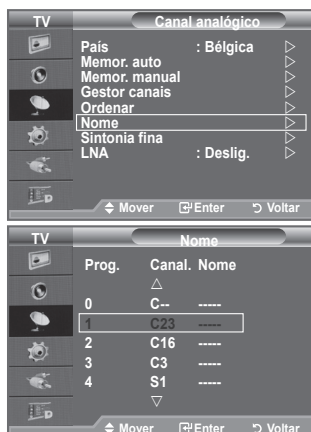 TV Canal analógico
País : Bélgica
Memor. auto
Memor. manual
Gestor canais
Ordenar
Nome
Sintonia fina
LNA : Deslig.
Mover Enter Voltar
TV Nome
Prog. Canal. Nome
0 C-- -----
1 C23 -----
2 C16 -----
3 C3 -----
4 S1 -----
Mover Enter Voltar